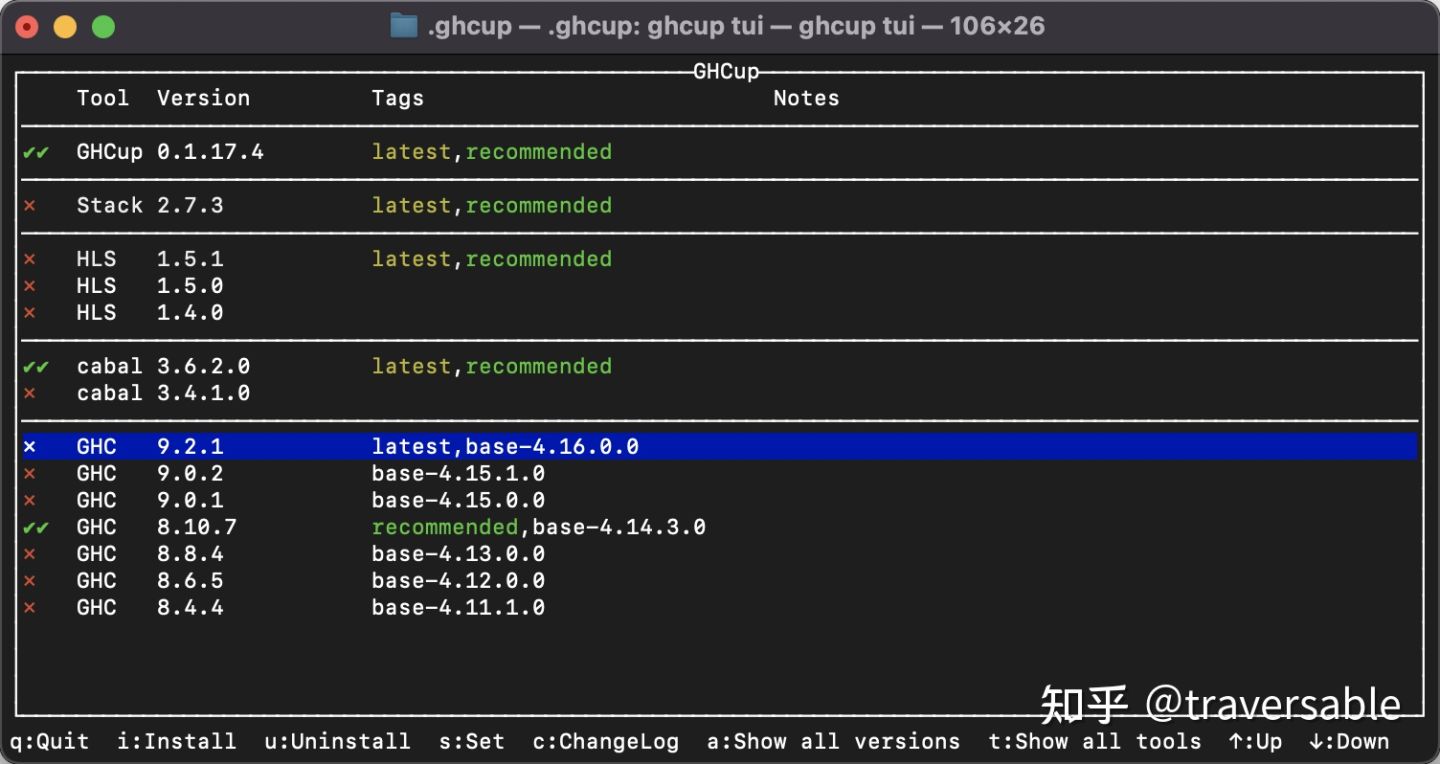 .ghcup — .ghcup: ghcup tui — ghcup tui — 106×26
GHCup
Tool Version Tags Notes
✔✔ GHCup 0.1.17.4 latest,recommended
✗ Stack 2.7.3 latest,recommended
✗ HLS 1.5.1 latest,recommended
✗ HLS 1.5.0
✗ HLS 1.4.0
✔✔ cabal 3.6.2.0 latest,recommended
✗ cabal 3.4.1.0
✗ GHC 9.2.1 latest,base-4.16.0.0
✗ GHC 9.0.2 base-4.15.1.0
✗ GHC 9.0.1 base-4.15.0.0
✔✔ GHC 8.10.7 recommended,base-4.14.3.0
✗ GHC 8.8.4 base-4.13.0.0
✗ GHC 8.6.5 base-4.12.0.0
✗ GHC 8.4.4 base-4.11.1.0
知乎 @traversable
q:Quit i:Install u:Uninstall s:Set c:ChangeLog a:Show all versions t:Show all tools ↑:Up ↓:Down